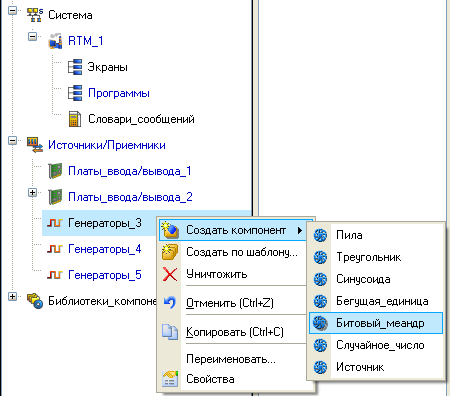 Система
RTM_1
Экраны
Программы
Словари_сообщений
Источники/Приемники
Платы_ввода/вывода_1
Платы_ввода/вывода_2
Генераторы_3
Генераторы_4
Генераторы_5
Библиотеки_компоне
Создать компонент
Создать по шаблону...
Уничтожить
Отменить (Ctrl+Z)
Копировать (Ctrl+C)
Переименовать...
Свойства
Пила
Треугольник
Синусоида
Бегущая_единица
Битовый_меандр
Случайное_число
Источник